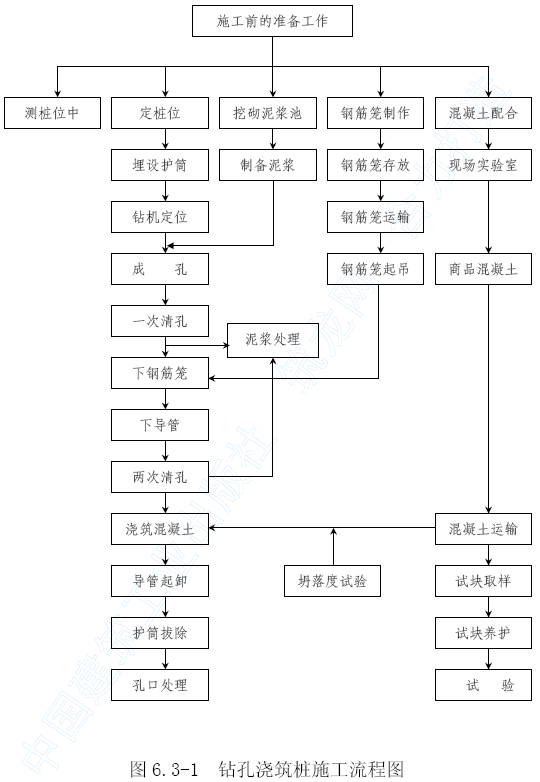 施工前的准备工作
测桩位中 定桩位 挖砌泥浆池 钢筋笼制作 混凝土配合
埋设护筒 制备泥浆 钢筋笼存放 现场实验室
钻机定位 钢筋笼运输
成 孔 钢筋笼起吊 商品混凝土
一次清孔
泥浆处理
下钢筋笼
下导管
两次清孔
浇筑混凝土 混凝土运输
导管起卸 坍落度试验 试块取样
护筒拔除 试块养护
孔口处理 试 验
图 6.3-1 钻孔浇筑桩施工流程图